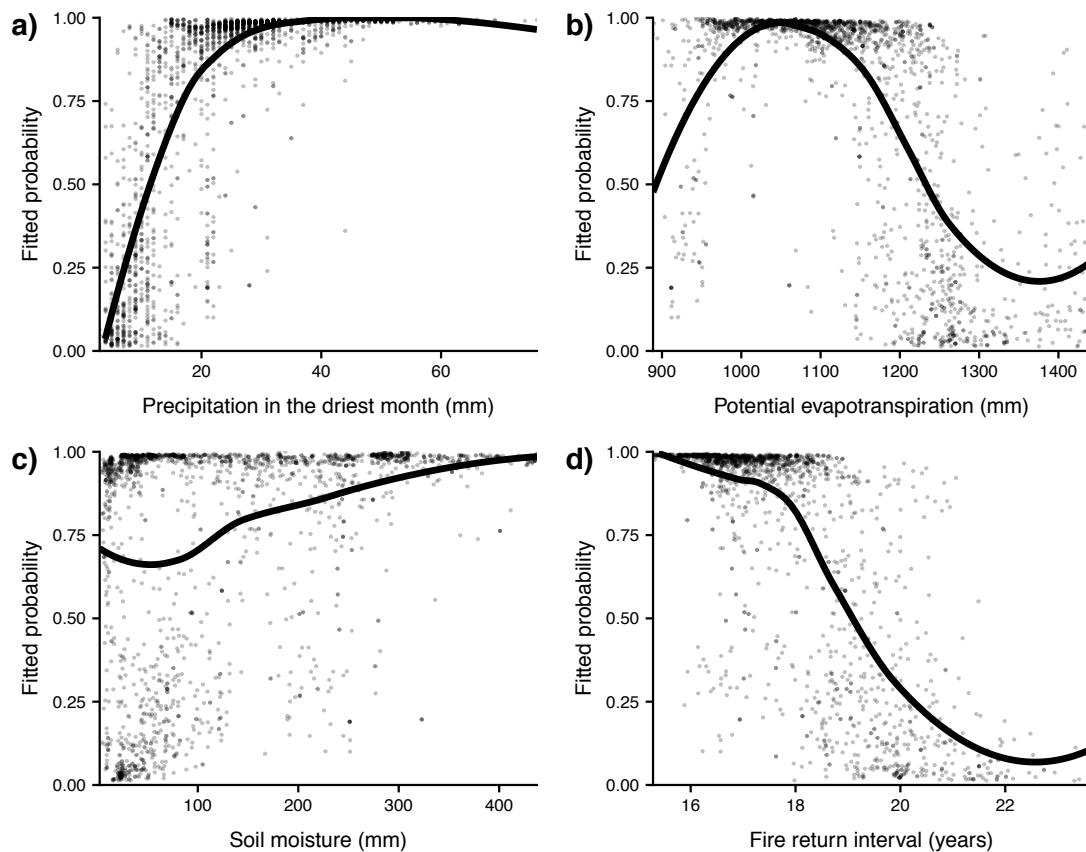 a)
Fitted probability
1.00
0.75
0.50
0.25
0.00
20 40 60
Precipitation in the driest month (mm)
b)
Fitted probability
1.00
0.75
0.50
0.25
0.00
900 1000 1100 1200 1300 1400
Potential evapotranspiration (mm)
c)
Fitted probability
1.00
0.75
0.50
0.25
0.00
100 200 300 400
Soil moisture (mm)
d)
Fitted probability
1.00
0.75
0.50
0.25
0.00
16 18 20 22
Fire return interval (years)